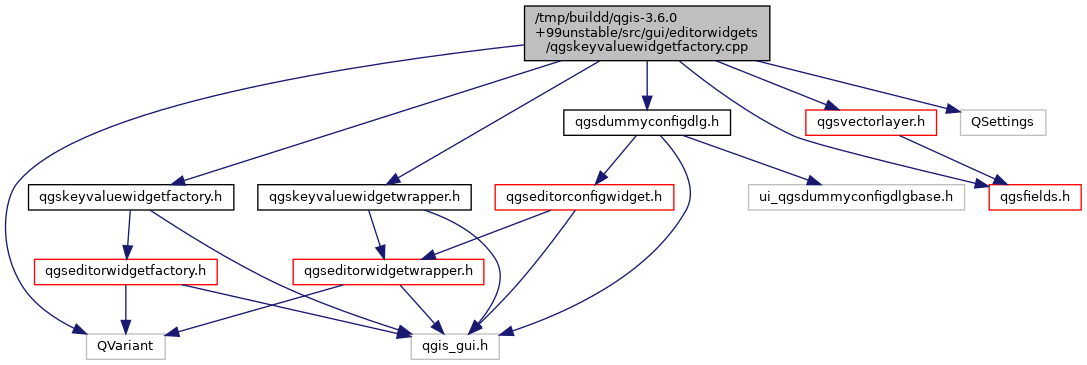 /tmp/buildd/qgis-3.6.0
+99unstable/src/gui/editorwidgets
/qgskeyvaluewidgetfactory.cpp
qgsdummyconfigdlg.h
qgsvectorlayer.h
QSettings
qgskeyvaluewidgetfactory.h
qgskeyvaluewidgetwrapper.h
qgseditorconfigwidget.h
ui_qgsdummyconfigdlgbase.h
qgsfields.h
qgseditorwidgetfactory.h
qgseditorwidgetwrapper.h
QVariant
qgis_gui.h